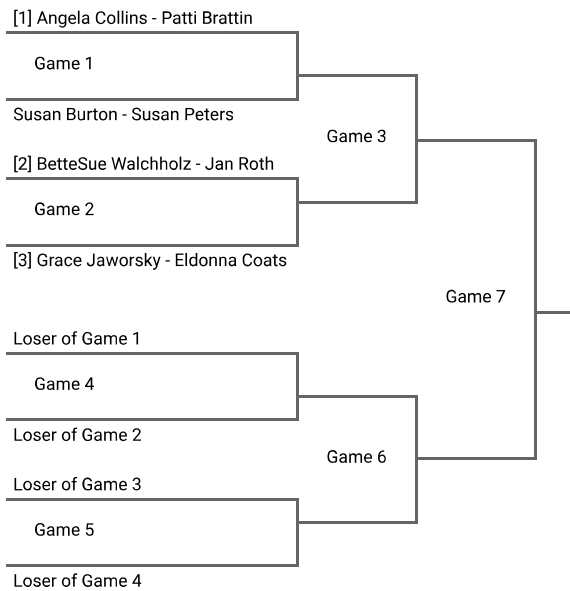 [1] Angela Collins - Patti Brattin
Game 1
Susan Burton - Susan Peters
Game 3
[2] BetteSue Walchholz - Jan Roth
Game 2
[3] Grace Jaworsky - Eldonna Coats
Game 7
Loser of Game 1
Game 4
Loser of Game 2
Game 6
Loser of Game 3
Game 5
Loser of Game 4